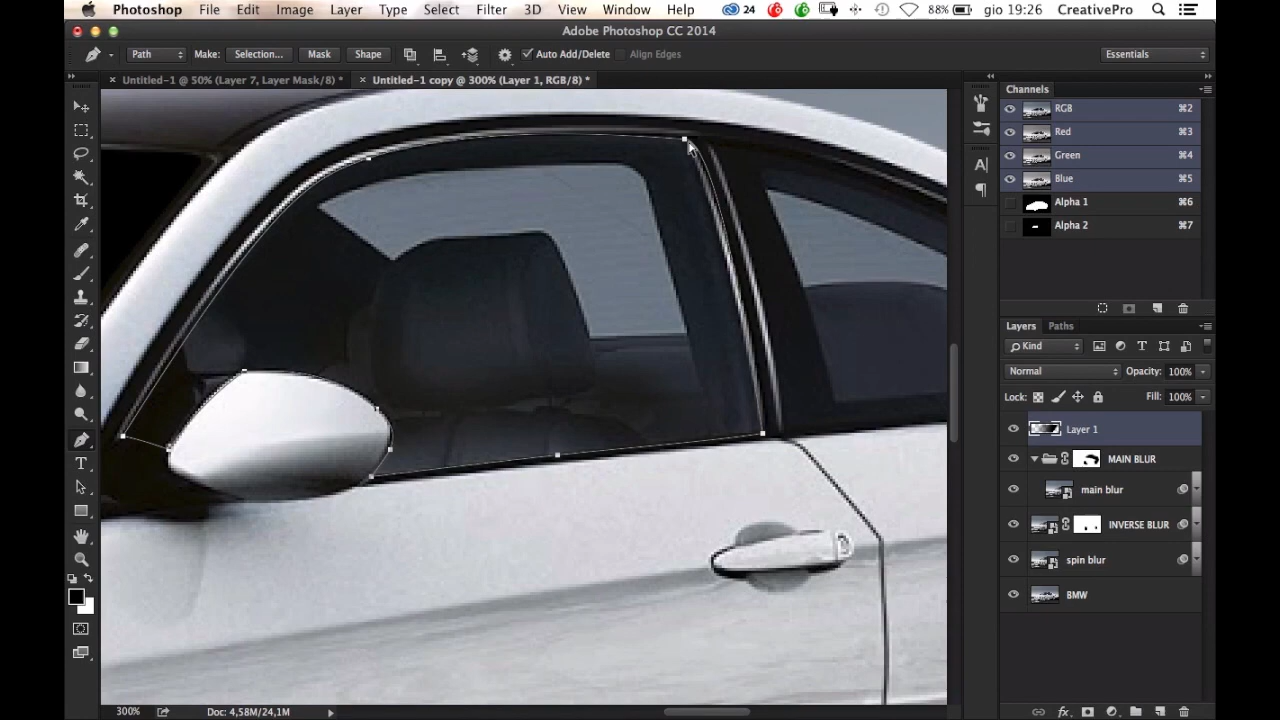 Photoshop File Edit Image Layer Type Select Filter 3D View Window Help 24 88% gio 19:26 CreativePro
Adobe Photoshop CC 2014
Path Make: Selection... Mask Shape Auto Add/Delete Align Edges Essentials
× Untitled-1 @ 50% (Layer 7, Layer Mask/8) * × Untitled-1 copy @ 300% (Layer 1, RGB/8) *
Channels
RGB ⌘2
Red ⌘3
Green ⌘4
Blue ⌘5
Alpha 1 ⌘6
Alpha 2 ⌘7
Layers Paths
Kind
Normal Opacity: 100%
Lock: Fill: 100%
Layer 1
MAIN BLUR
main blur
INVERSE BLUR
spin blur
BMW
300% Doc: 4,58M/24,1M